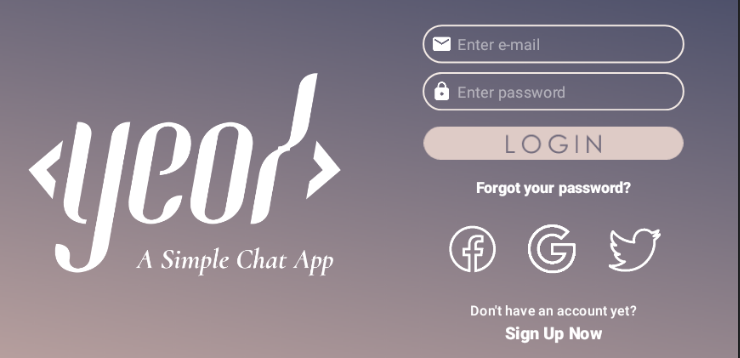 <yeo/>
A Simple Chat App
Enter e-mail
Enter password
LOGIN
Forgot your password?
Don't have an account yet?
Sign Up Now